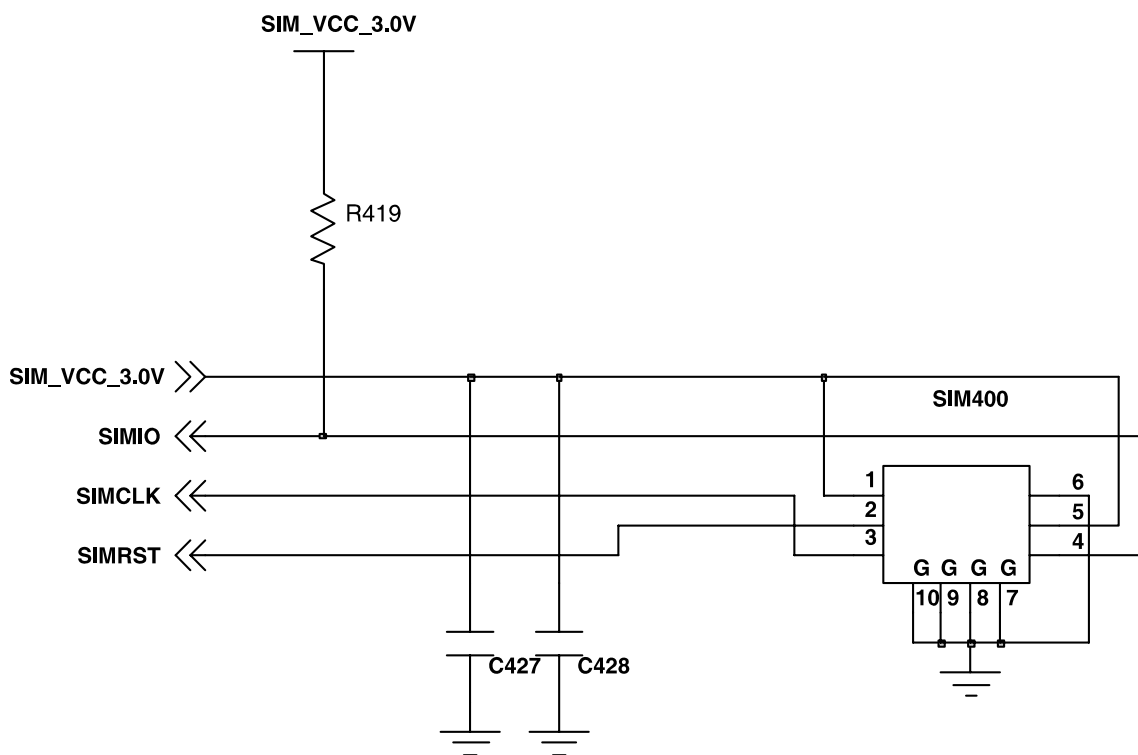 SIM_VCC_3.0V
R419
SIM_VCC_3.0V
SIM400
SIMIO
1 6
SIMCLK
2 5
3 4
SIMRST
G G G G
10 9 8 7
C427 C428